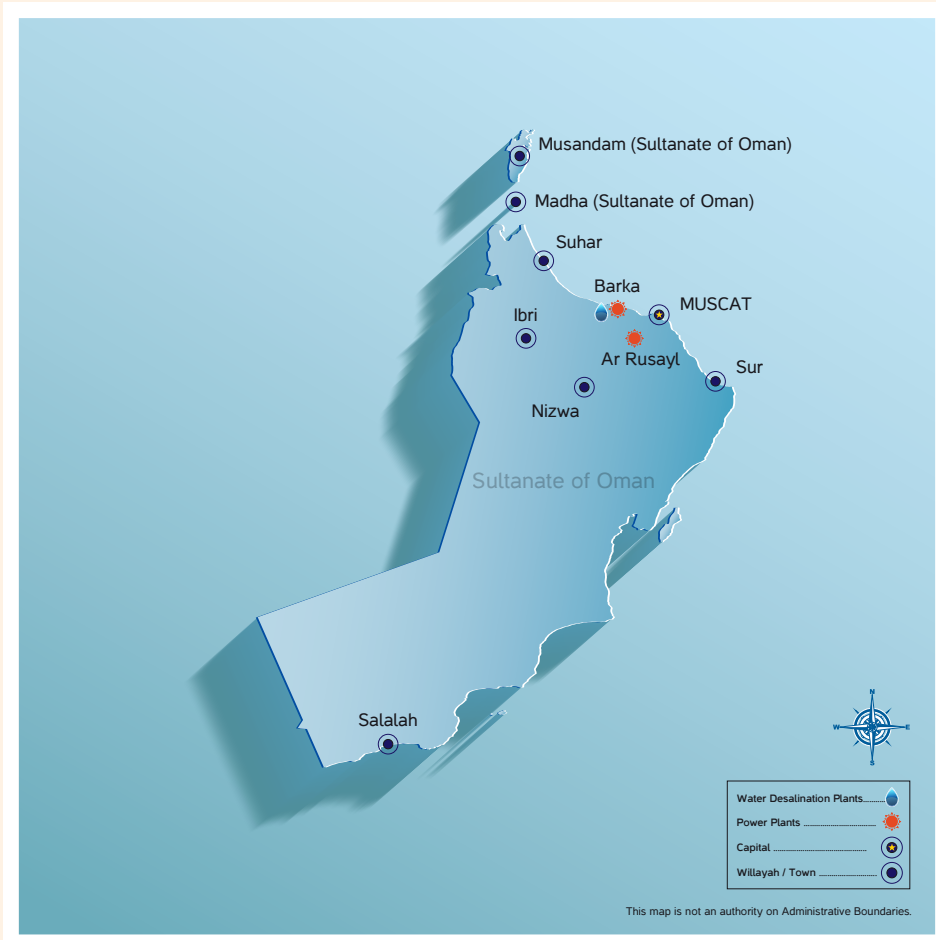 Musandam (Sultanate of Oman)
Madha (Sultanate of Oman)
Suhar
Barka
MUSCAT
Ibri
Ar Rusayl
Sur
Nizwa
Sultanate of Oman
Salalah
N
W
E
S
Water Desalination Plants
Power Plants
Capital
Willayah / Town
This map is not an authority on Administrative Boundaries.